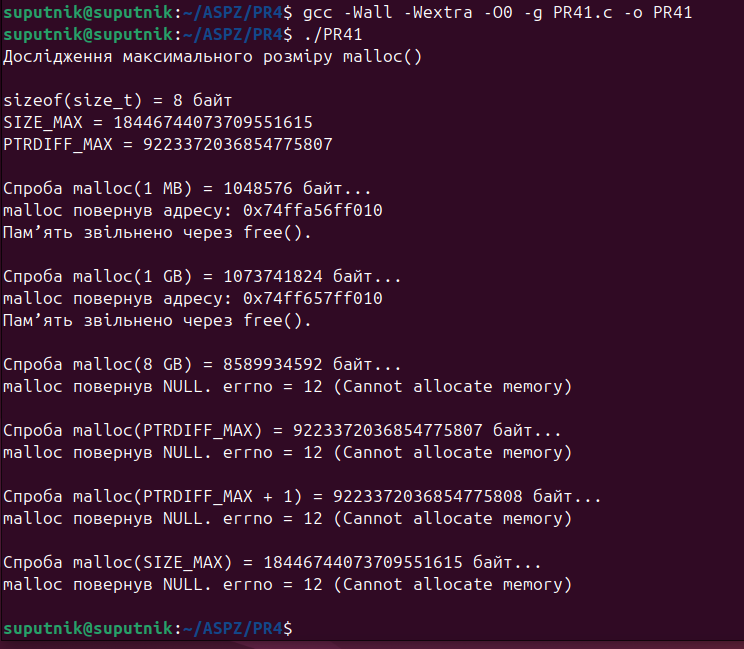 suputnik@suputnik:~/ASPZ/PR4$ gcc -Wall -Wextra -O0 -g PR41.c -o PR41
suputnik@suputnik:~/ASPZ/PR4$ ./PR41
Дослідження максимального розміру malloc()
sizeof(size_t) = 8 байт
SIZE_MAX = 18446744073709551615
PTRDIFF_MAX = 9223372036854775807
Спроба malloc(1 MB) = 1048576 байт...
malloc повернув адресу: 0x74ffa56ff010
Пам’ять звільнено через free().
Спроба malloc(1 GB) = 1073741824 байт...
malloc повернув адресу: 0x74ff657ff010
Пам’ять звільнено через free().
Спроба malloc(8 GB) = 8589934592 байт...
malloc повернув NULL. errno = 12 (Cannot allocate memory)
Спроба malloc(PTRDIFF_MAX) = 9223372036854775807 байт...
malloc повернув NULL. errno = 12 (Cannot allocate memory)
Спроба malloc(PTRDIFF_MAX + 1) = 9223372036854775808 байт...
malloc повернув NULL. errno = 12 (Cannot allocate memory)
Спроба malloc(SIZE_MAX) = 18446744073709551615 байт...
malloc повернув NULL. errno = 12 (Cannot allocate memory)
suputnik@suputnik:~/ASPZ/PR4$